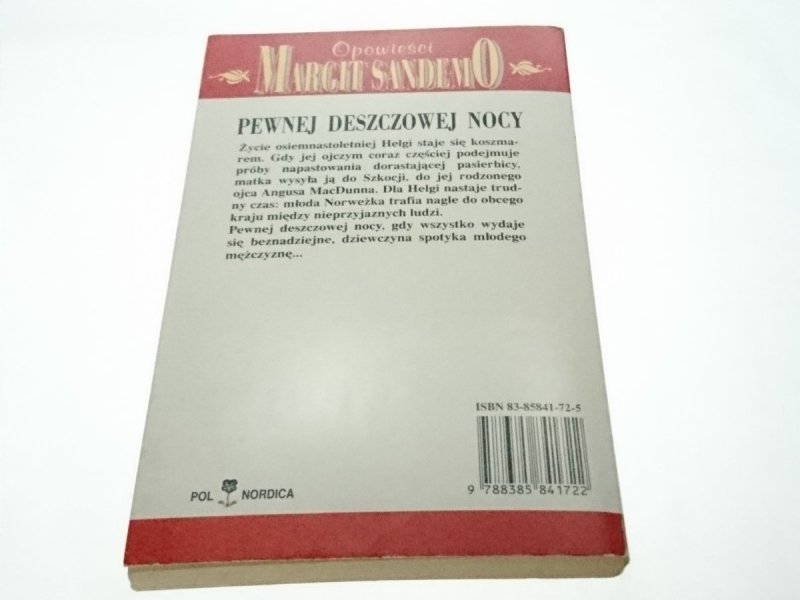 Opowieści
MARGIT SANDEMO
PEWNEJ DESZCZOWEJ NOCY
Życie osiemnastoletniej Helgi staje się koszma-
rem. Gdy jej ojczym coraz częściej podejmuje
próby napastowania dorastającej pasierbicy,
matka wysyła ją do Szkocji, do jej rodzonego
ojca Angusa MacDunna. Dla Helgi nastaje trud-
ny czas: młoda Norweżka trafia nagle do obcego
kraju między nieprzyjaznych ludzi.
Pewnej deszczowej nocy, gdy wszystko wydaje
się beznadziejne, dziewczyna spotyka młodego
mężczyznę...
ISBN 83-85841-72-5
9 788385 841722
POL NORDICA